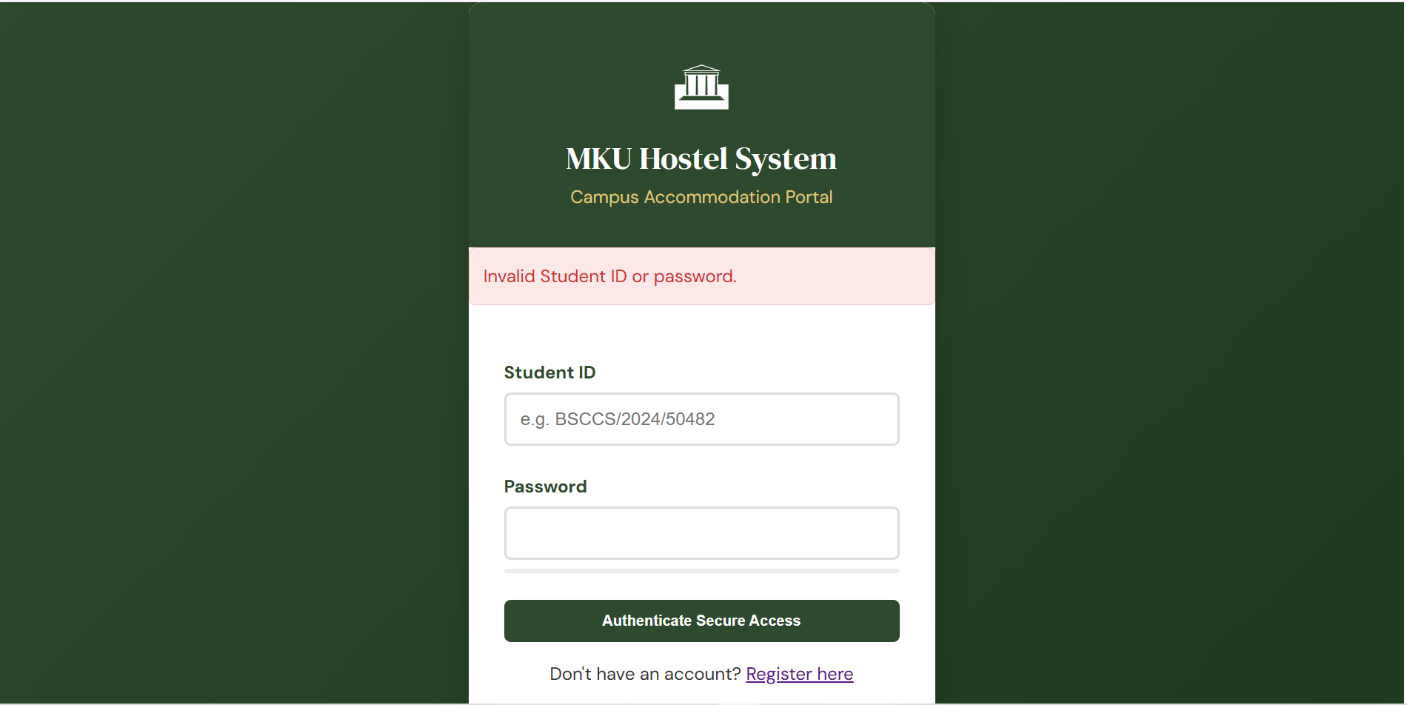 MKU Hostel System
Campus Accommodation Portal
Invalid Student ID or password.
Student ID
e.g. BSCCS/2024/50482
Password
Authenticate Secure Access
Don't have an account? Register here